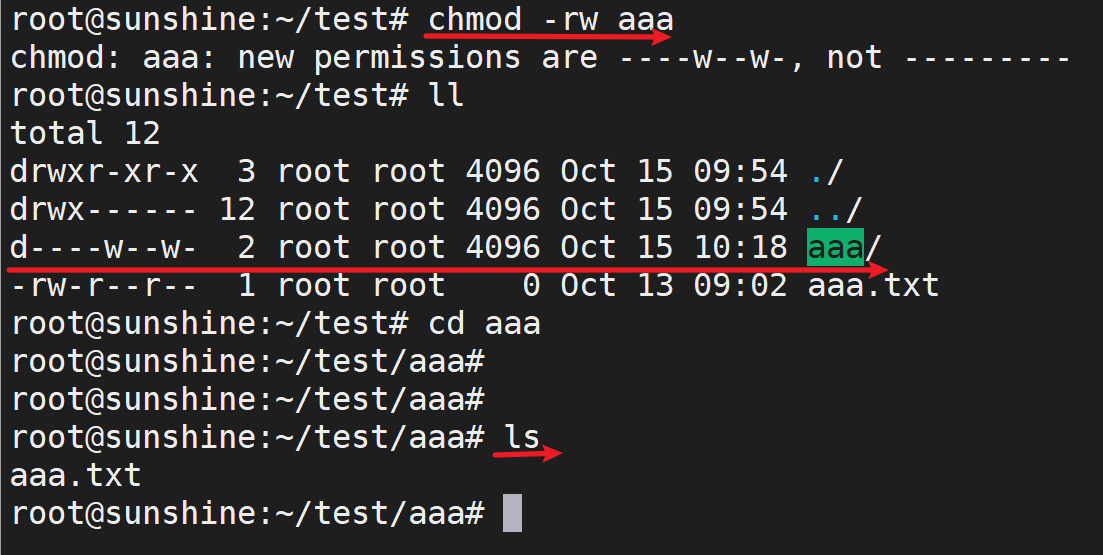 root@sunshine:~/test# chmod -rw aaa
chmod: aaa: new permissions are ----w--w-, not ---------
root@sunshine:~/test# ll
total 12
drwxr-xr-x  3 root root 4096 Oct 15 09:54 ./
drwx------ 12 root root 4096 Oct 15 09:54 ../
d----w--w-  2 root root 4096 Oct 15 10:18 aaa/
-rw-r--r--  1 root root    0 Oct 13 09:02 aaa.txt
root@sunshine:~/test# cd aaa
root@sunshine:~/test/aaa#
root@sunshine:~/test/aaa#
root@sunshine:~/test/aaa# ls
aaa.txt
root@sunshine:~/test/aaa#